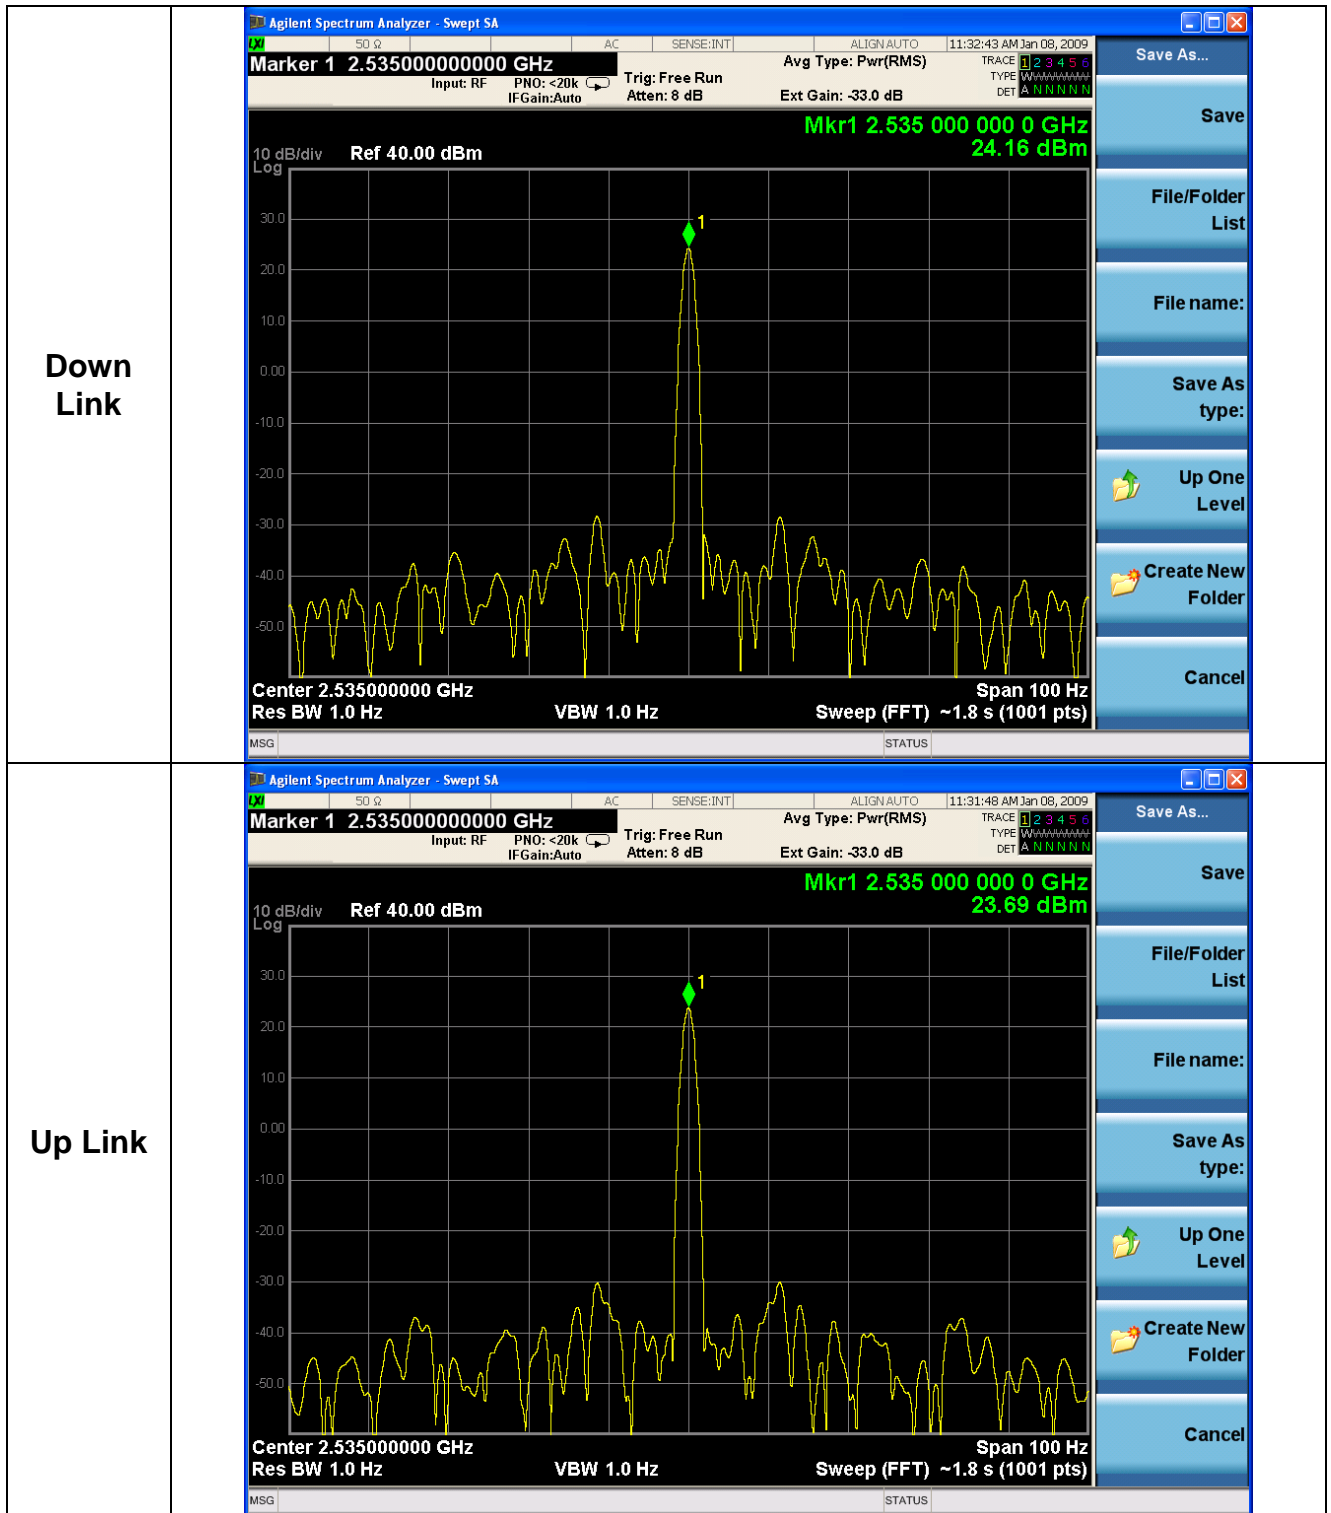 Down
Link
Agilent Spectrum Analyzer - Swept SA
LXI 50 Ω AC SENSE:INT ALIGN AUTO 11:32:43 AM Jan 08, 2009
Marker 1 2.535000000000 GHz
Input: RF PNO: <20k
IFGain:Auto
Trig: Free Run
Atten: 8 dB
Avg Type: Pwr(RMS)
Ext Gain: -33.0 dB
TRACE 1 2 3 4 5 6
TYPE
DET A N N N N N
Mkr1 2.535 000 000 0 GHz
24.16 dBm
10 dB/div Ref 40.00 dBm
Log
1
30.0
20.0
10.0
0.00
-10.0
-20.0
-30.0
-40.0
-50.0
Center 2.535000000 GHz Span 100 Hz
Res BW 1.0 Hz VBW 1.0 Hz Sweep (FFT) ~1.8 s (1001 pts)
MSG STATUS
Save As...
Save
File/Folder
List
File name:
Save As
type:
Up One
Level
Create New
Folder
Cancel
Up Link
Agilent Spectrum Analyzer - Swept SA
LXI 50 Ω AC SENSE:INT ALIGN AUTO 11:31:48 AM Jan 08, 2009
Marker 1 2.535000000000 GHz
Input: RF PNO: <20k
IFGain:Auto
Trig: Free Run
Atten: 8 dB
Avg Type: Pwr(RMS)
Ext Gain: -33.0 dB
TRACE 1 2 3 4 5 6
TYPE
DET A N N N N N
Mkr1 2.535 000 000 0 GHz
23.69 dBm
10 dB/div Ref 40.00 dBm
Log
1
30.0
20.0
10.0
0.00
-10.0
-20.0
-30.0
-40.0
-50.0
Center 2.535000000 GHz Span 100 Hz
Res BW 1.0 Hz VBW 1.0 Hz Sweep (FFT) ~1.8 s (1001 pts)
MSG STATUS
Save As...
Save
File/Folder
List
File name:
Save As
type:
Up One
Level
Create New
Folder
Cancel